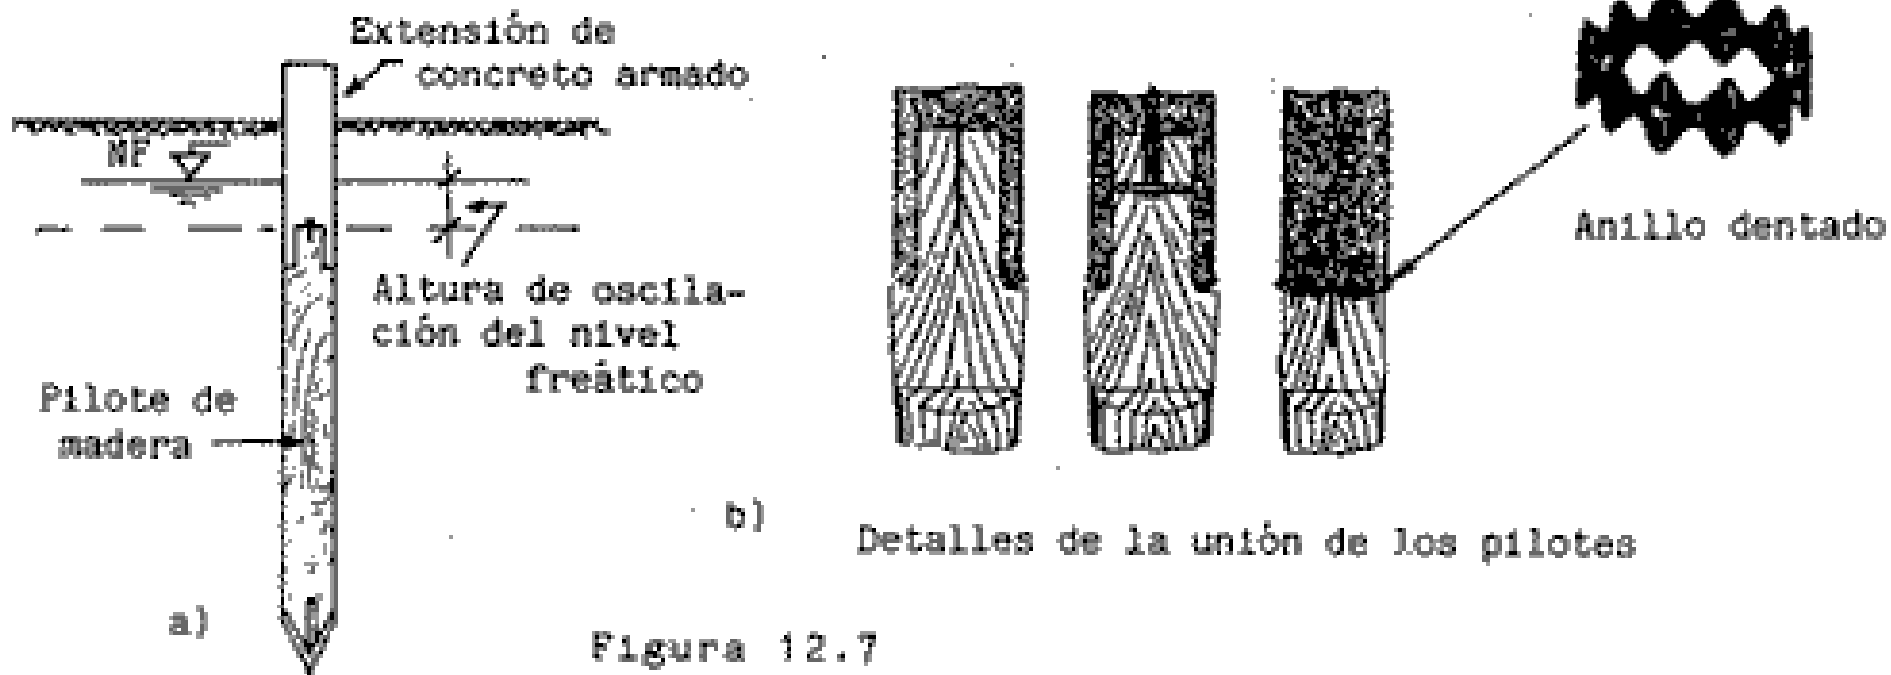 Extensión de
concreto armado
NF
Altura de oscila-
ción del nivel
freático
Pilote de
madera
a)
Anillo dentado
b)
Detalles de la unión de los pilotes
Figura 12.7